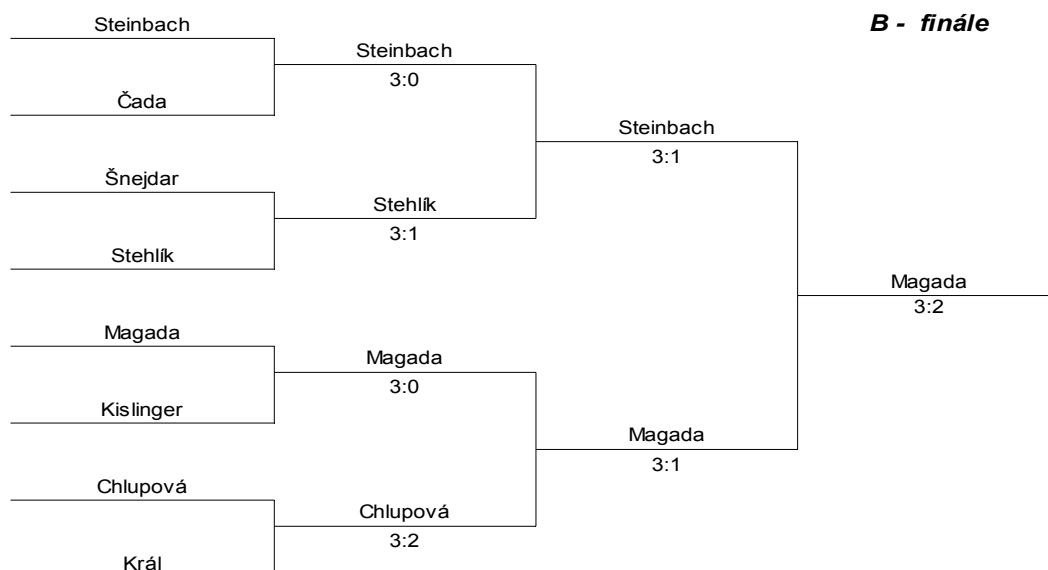 B - finále
Steinbach
Steinbach
3:0
Čada
Steinbach
3:1
Šnejdar
Stehlík
3:1
Stehlík
Magada
3:2
Magada
Magada
3:0
Kislinger
Magada
3:1
Chlupová
Chlupová
3:2
Král